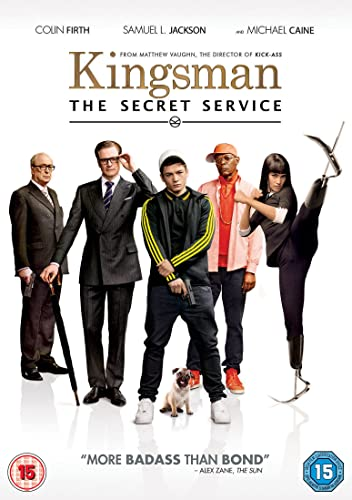 COLIN FIRTH SAMUEL L. JACKSON AND MICHAEL CAINE
FROM MATTHEW VAUGHN, THE DIRECTOR OF KICK-ASS
Kingsman
THE SECRET SERVICE
"MORE BADASS THAN BOND"
– ALEX ZANE, THE SUN
15 15